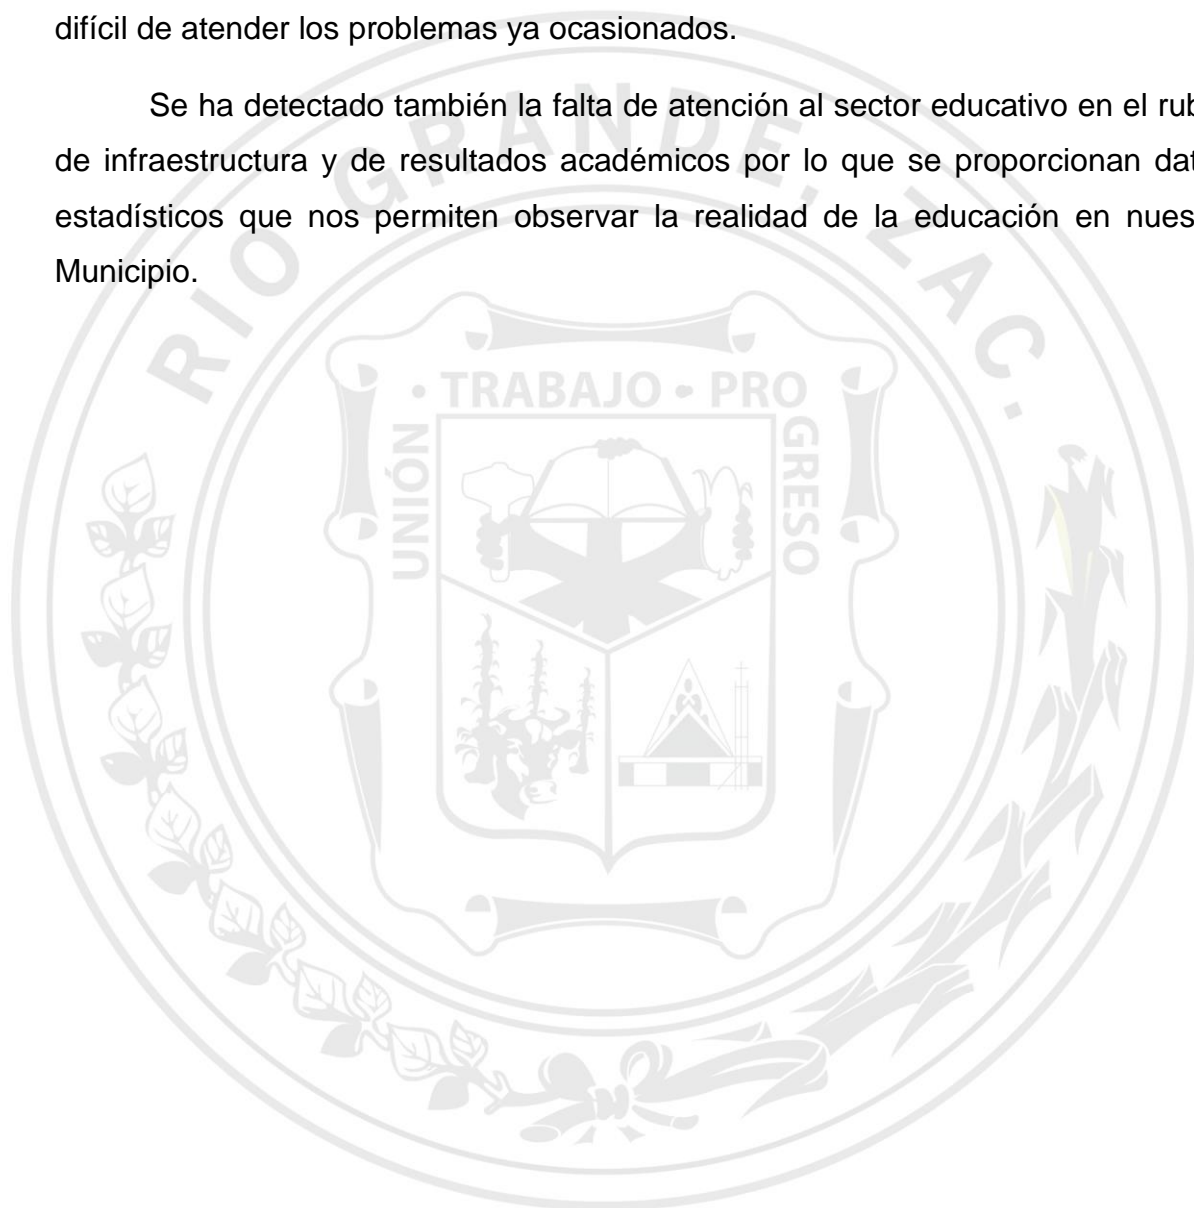 difícil de atender los problemas ya ocasionados.
Se ha detectado también la falta de atención al sector educativo en el rub
de infraestructura y de resultados académicos por lo que se proporcionan dat
estadísticos que nos permiten observar la realidad de la educación en nues
Municipio.
RIO GRANDE, ZAC.
UNIÓN • TRABAJO • PROGRESO